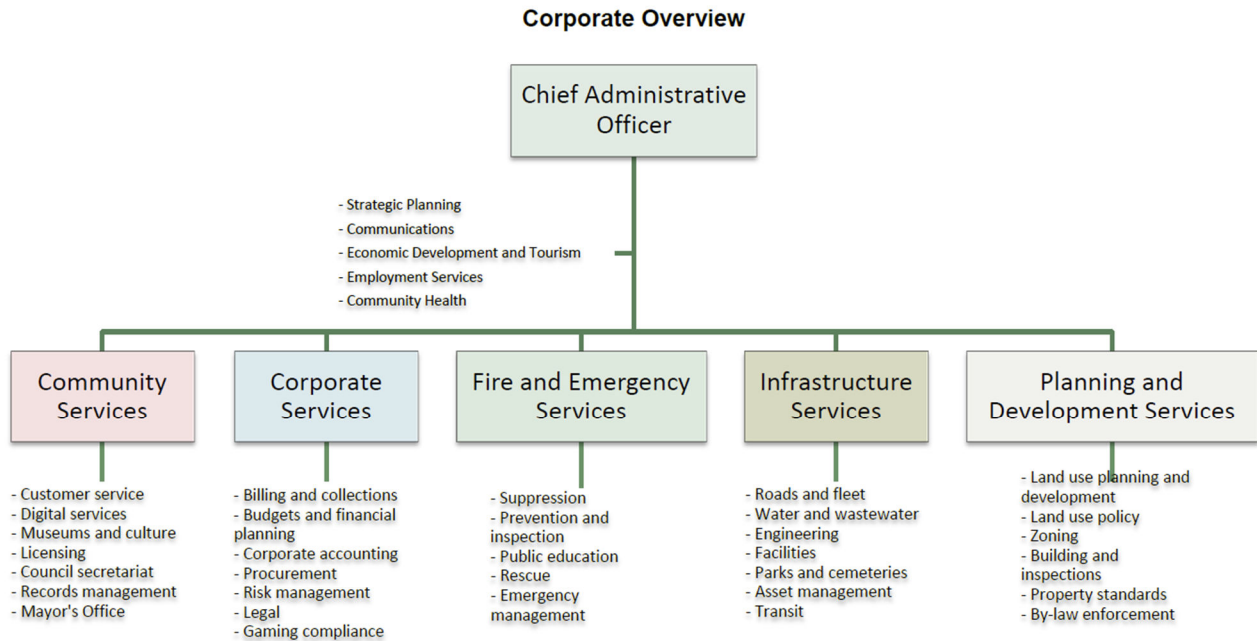 Corporate Overview
Chief Administrative
Officer
- Strategic Planning
- Communications
- Economic Development and Tourism
- Employment Services
- Community Health
Community
Services
- Customer service
- Digital services
- Museums and culture
- Licensing
- Council secretariat
- Records management
- Mayor's Office
Corporate
Services
- Billing and collections
- Budgets and financial
planning
- Corporate accounting
- Procurement
- Risk management
- Legal
- Gaming compliance
Fire and Emergency
Services
- Suppression
- Prevention and
inspection
- Public education
- Rescue
- Emergency
management
Infrastructure
Services
- Roads and fleet
- Water and wastewater
- Engineering
- Facilities
- Parks and cemeteries
- Asset management
- Transit
Planning and
Development Services
- Land use planning and
development
- Land use policy
- Zoning
- Building and
inspections
- Property standards
- By-law enforcement